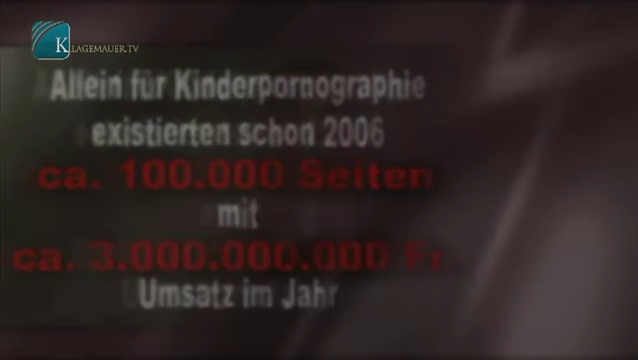 KLAGEMAUER.TV
Allein für Kinderpornographie
existierten schon 2006
ca. 100.000 Seiten
mit
ca. 3.000.000.000 Fr
Umsatz im Jahr